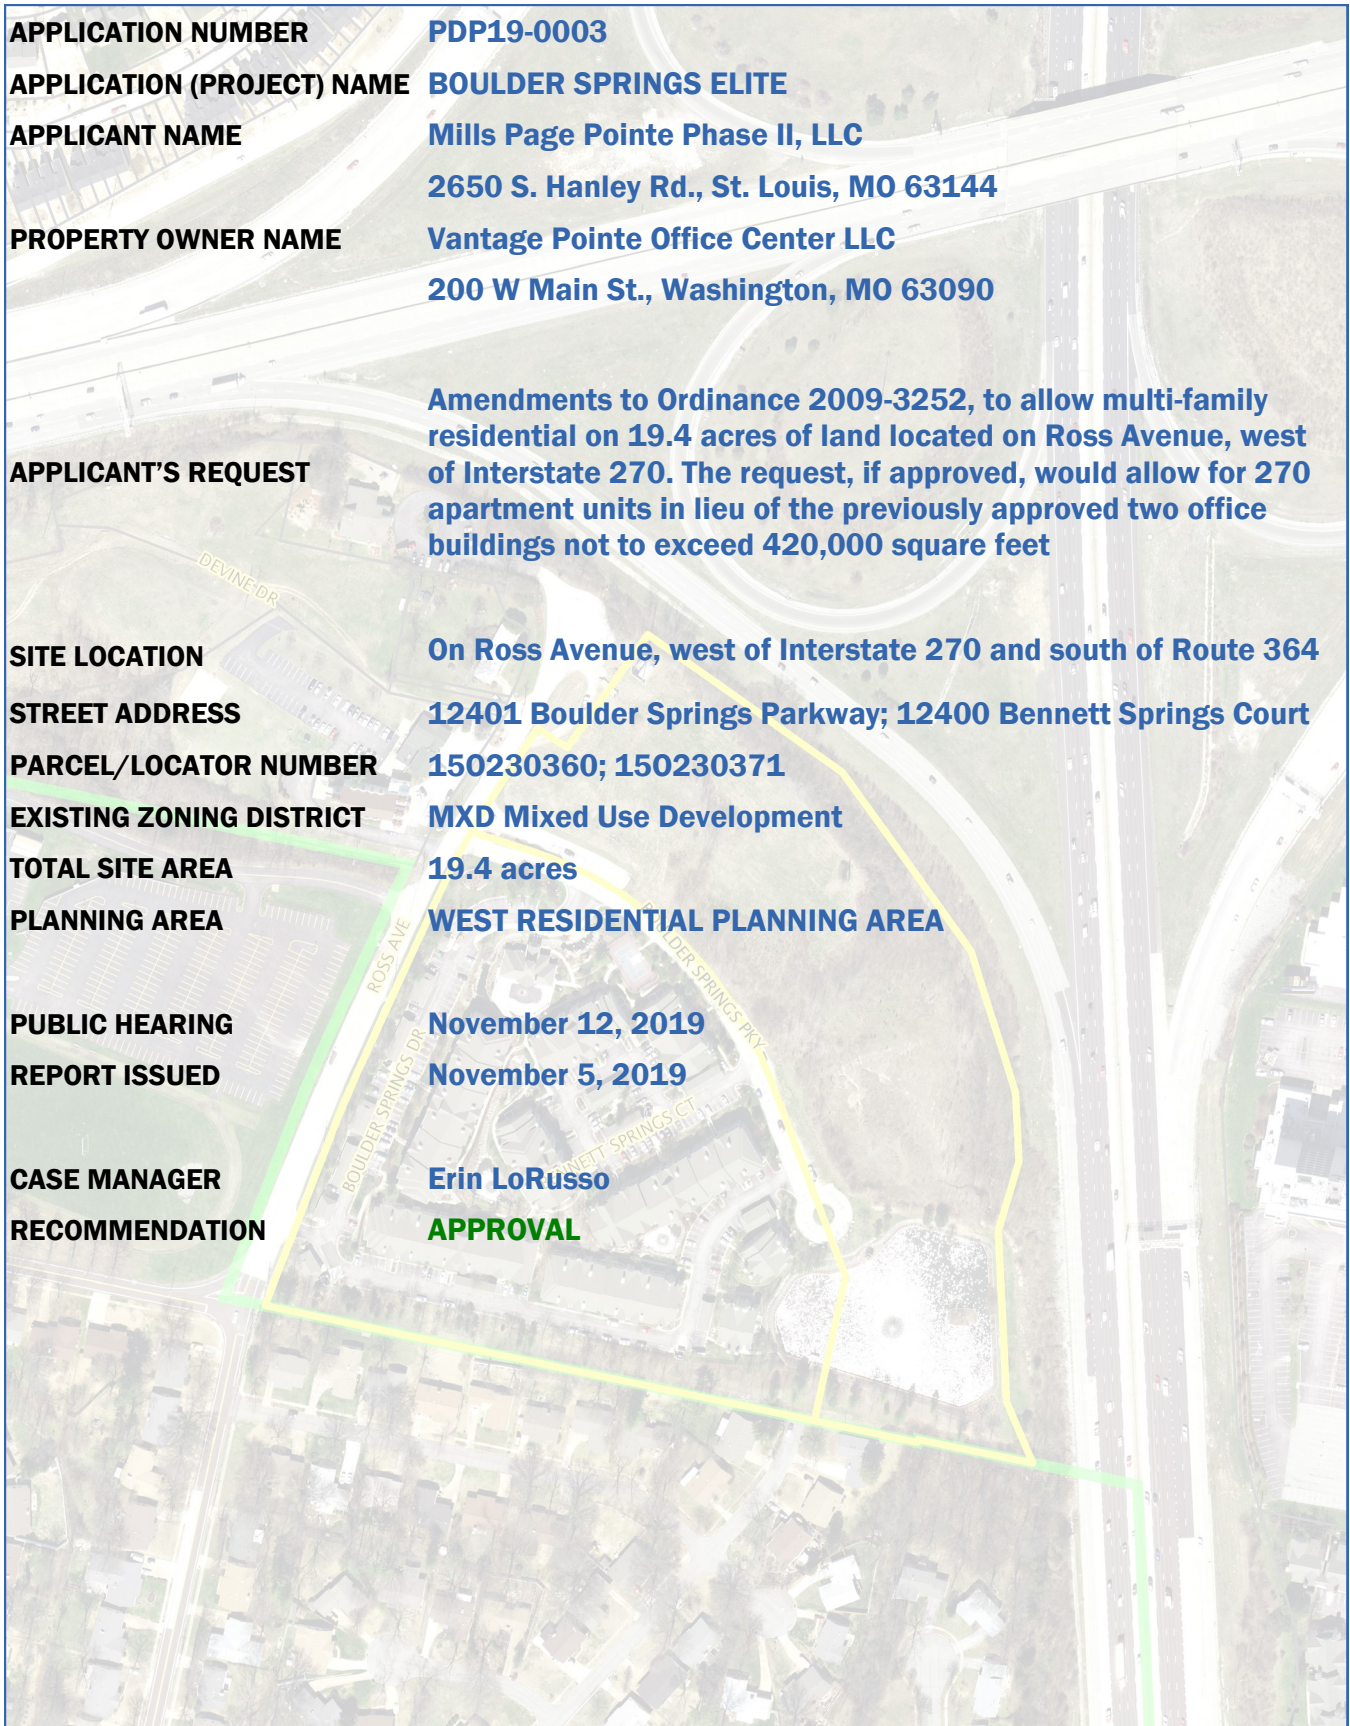 APPLICATION NUMBER PDP19-0003
APPLICATION (PROJECT) NAME BOULDER SPRINGS ELITE
APPLICANT NAME Mills Page Pointe Phase II, LLC
2650 S. Hanley Rd., St. Louis, MO 63144
PROPERTY OWNER NAME Vantage Pointe Office Center LLC
200 W Main St., Washington, MO 63090
Amendments to Ordinance 2009-3252, to allow multi-family
residential on 19.4 acres of land located on Ross Avenue, west
APPLICANT'S REQUEST of Interstate 270. The request, if approved, would allow for 270
apartment units in lieu of the previously approved two office
buildings not to exceed 420,000 square feet
DEVINE DR
SITE LOCATION On Ross Avenue, west of Interstate 270 and south of Route 364
STREET ADDRESS 12401 Boulder Springs Parkway; 12400 Bennett Springs Court
PARCEL/LOCATOR NUMBER 150230360; 150230371
EXISTING ZONING DISTRICT MXD Mixed Use Development
TOTAL SITE AREA 19.4 acres
PLANNING AREA WEST RESIDENTIAL PLANNING AREA
ROSS AVE
BOULDER SPRINGS PKY
PUBLIC HEARING November 12, 2019
REPORT ISSUED November 5, 2019
BOULDER SPRINGS DR
BENNETT SPRINGS CT
CASE MANAGER Erin LoRusso
RECOMMENDATION APPROVAL